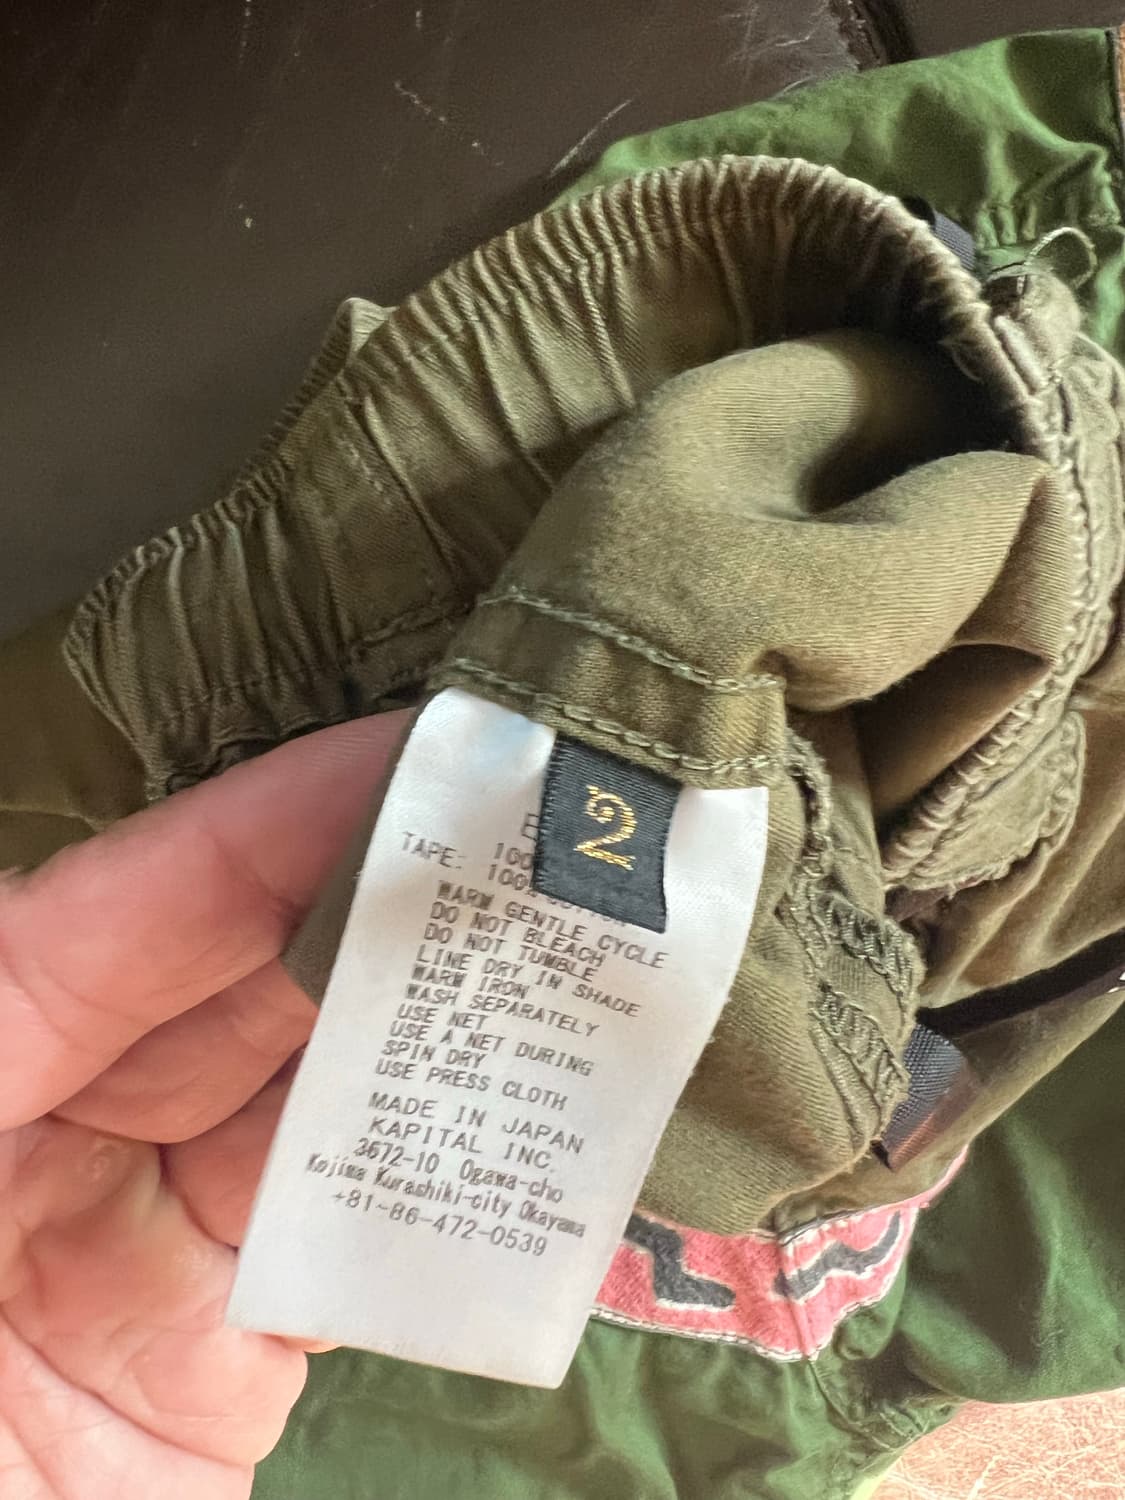 2
100
TAPE: 100%
WARM GENTLE CYCLE
DO NOT BLEACH
DO NOT TUMBLE
LINE DRY IN SHADE
WARM IRON
WASH SEPARATELY
USE NET
USE A NET DURING
SPIN DRY
USE PRESS CLOTH
MADE IN JAPAN
KAPITAL INC.
3672-10 Ogawa-cho
Kojima Kurashiki-city Okayama
+81-86-472-0539